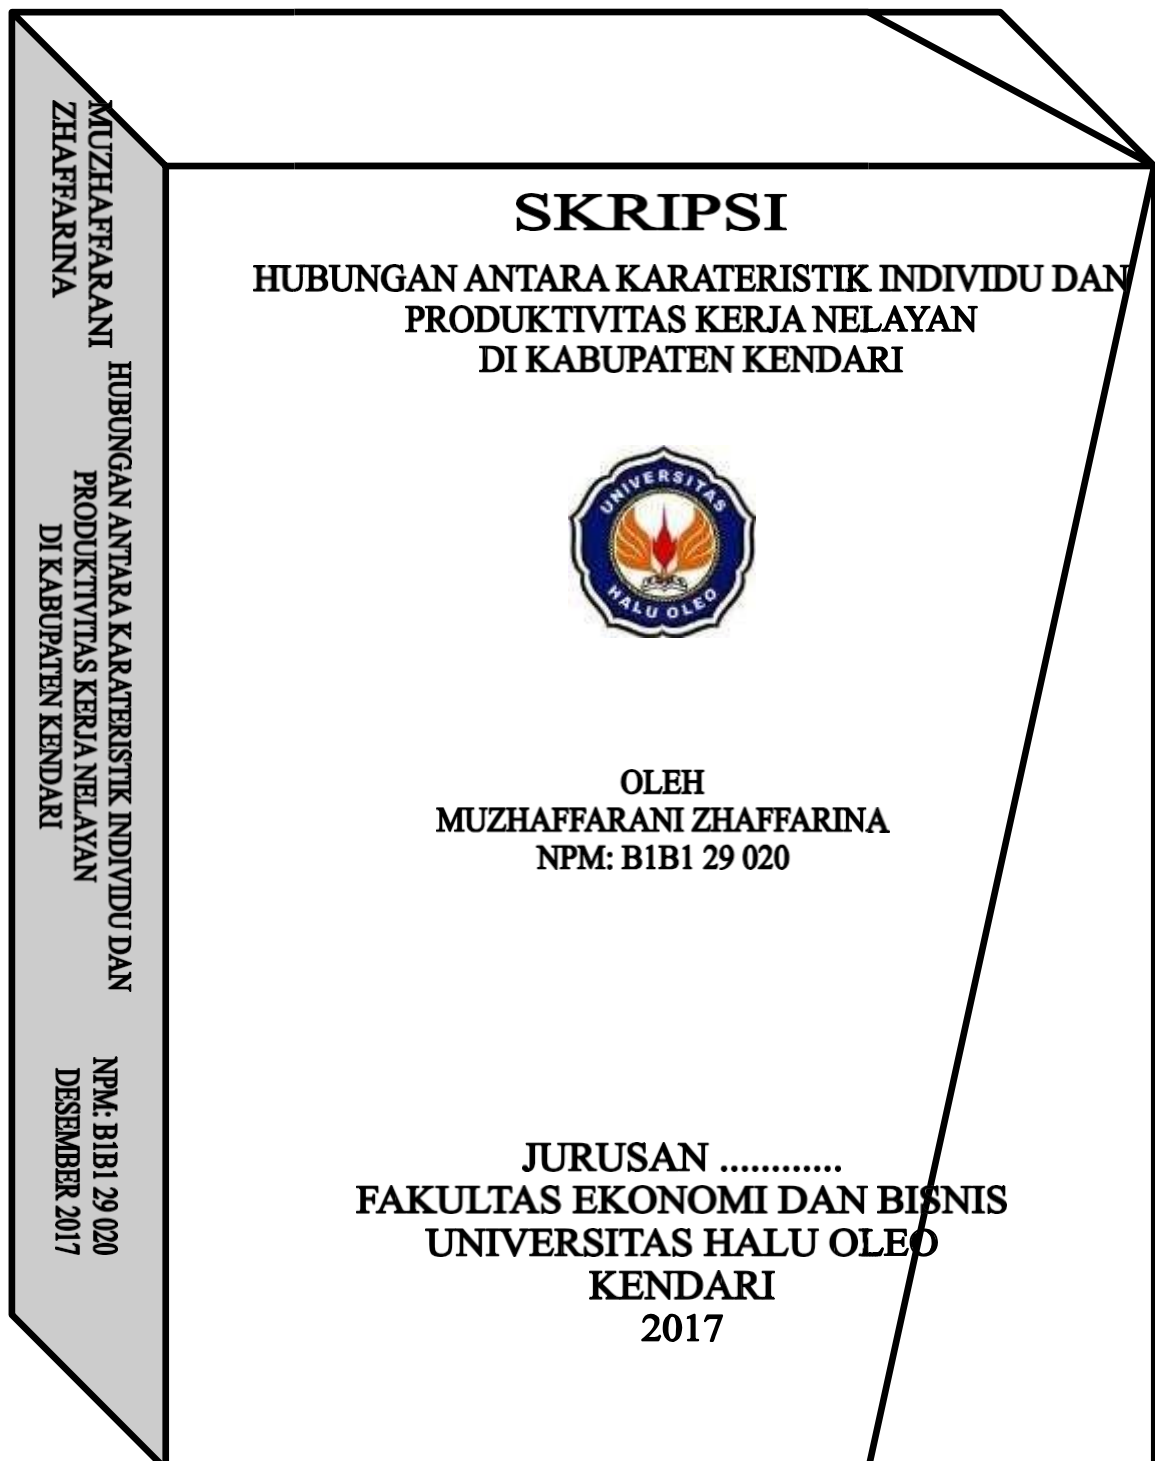 MUZHAFFARANI
ZHAFFARINA
HUBUNGAN ANTARA KARATERISTIK INDIVIDU DAN
PRODUKTIVITAS KERJA NELAYAN
DI KABUPATEN KENDARI
NPM: B1B1 29 020
DESEMBER 2017
SKRIPSI
HUBUNGAN ANTARA KARATERISTIK INDIVIDU DAN
PRODUKTIVITAS KERJA NELAYAN
DI KABUPATEN KENDARI
UNIVERSITAS
HALU OLEO
OLEH
MUZHAFFARANI ZHAFFARINA
NPM: B1B1 29 020
JURUSAN ............
FAKULTAS EKONOMI DAN BISNIS
UNIVERSITAS HALU OLEO
KENDARI
2017